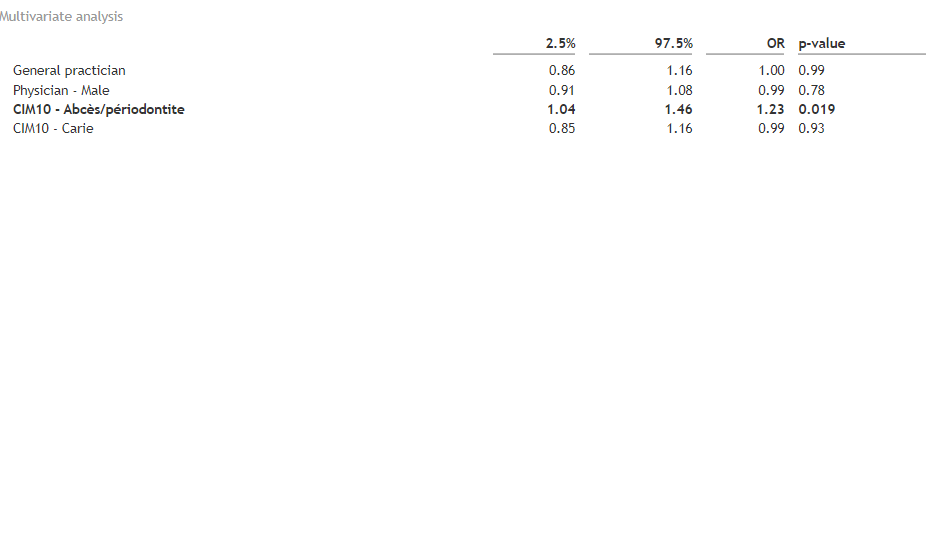 Multivariate analysis
2.5% 97.5% OR p-value
General practician 0.86 1.16 1.00 0.99
Physician - Male 0.91 1.08 0.99 0.78
CIM10 - Abcès/périodontite 1.04 1.46 1.23 0.019
CIM10 - Carie 0.85 1.16 0.99 0.93